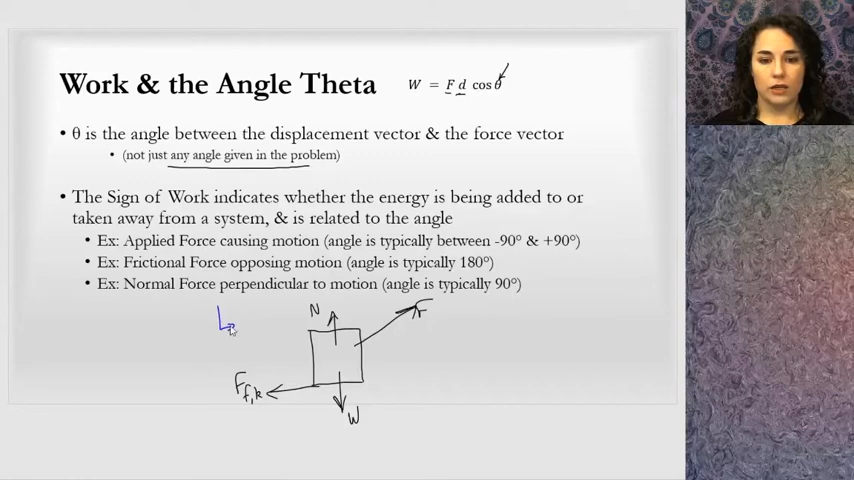 Work & the Angle Theta
W = F d cos θ
• θ is the angle between the displacement vector & the force vector
• (not just any angle given in the problem)
• The Sign of Work indicates whether the energy is being added to or
taken away from a system, & is related to the angle
• Ex: Applied Force causing motion (angle is typically between -90° & +90°)
• Ex: Frictional Force opposing motion (angle is typically 180°)
• Ex: Normal Force perpendicular to motion (angle is typically 90°)
N
F
F f,k
W